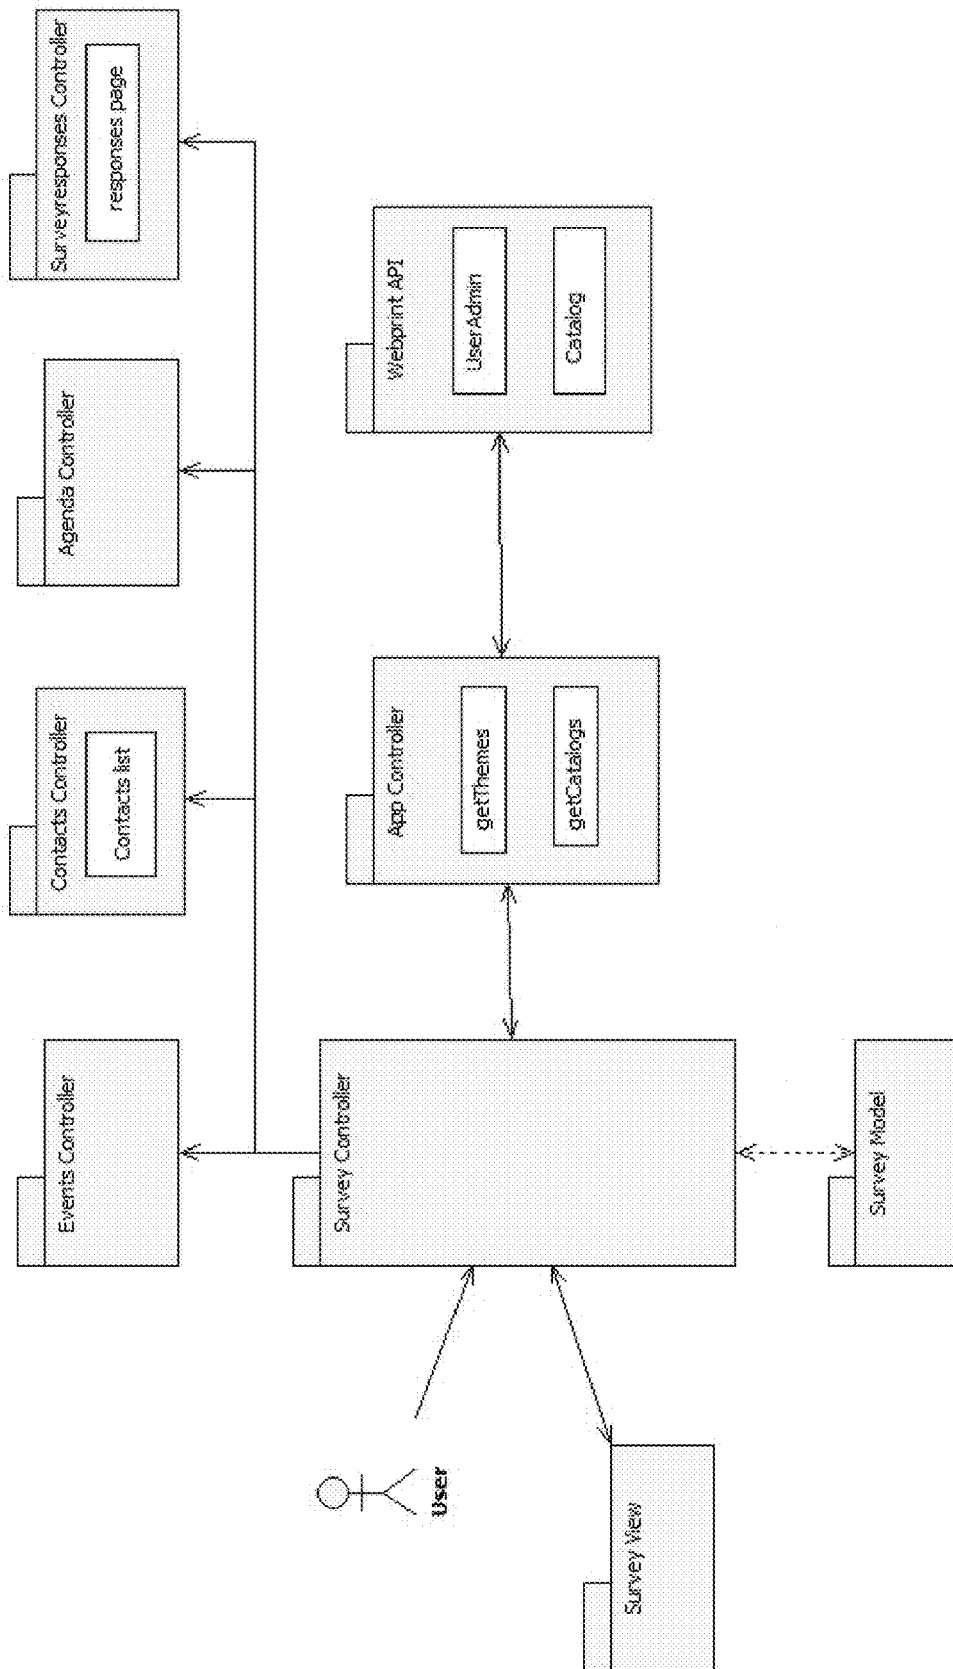 Events Controller
Contacts Controller
Contacts list
Agenda Controller
Surveyresponses Controller
responses page
User
Survey Controller
App Controller
getThemes
getCatalogs
Webprint API
UserAdmin
Catalog
Survey View
Survey Model